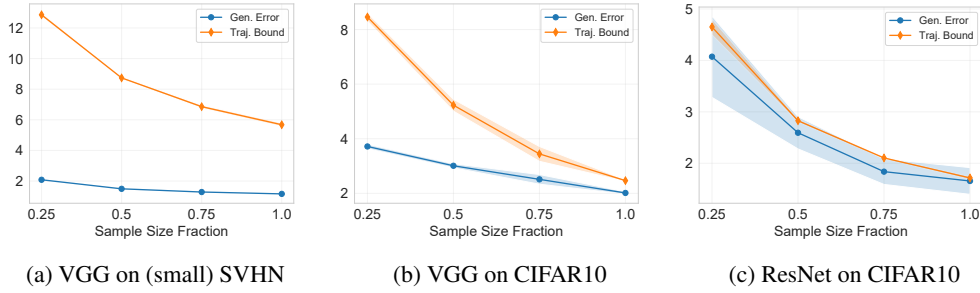 Gen. Error
Traj. Bound
12
10
8
6
4
2
0.25
0.5
0.75
1.0
Sample Size Fraction
(a) VGG on (small) SVHN
Gen. Error
Traj. Bound
8
6
4
2
0.25
0.5
0.75
1.0
Sample Size Fraction
(b) VGG on CIFAR10
Gen. Error
Traj. Bound
5
4
3
2
0.25
0.5
0.75
1.0
Sample Size Fraction
(c) ResNet on CIFAR10